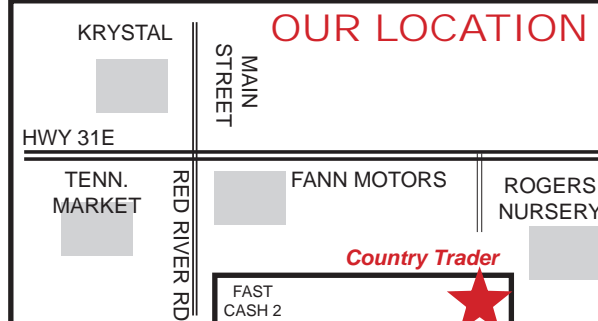 OUR LOCATION
KRYSTAL
MAIN
STREET
HWY 31E
TENN.
MARKET
RED RIVER RD
FANN MOTORS
ROGERS
NURSERY
Country Trader
FAST
CASH 2